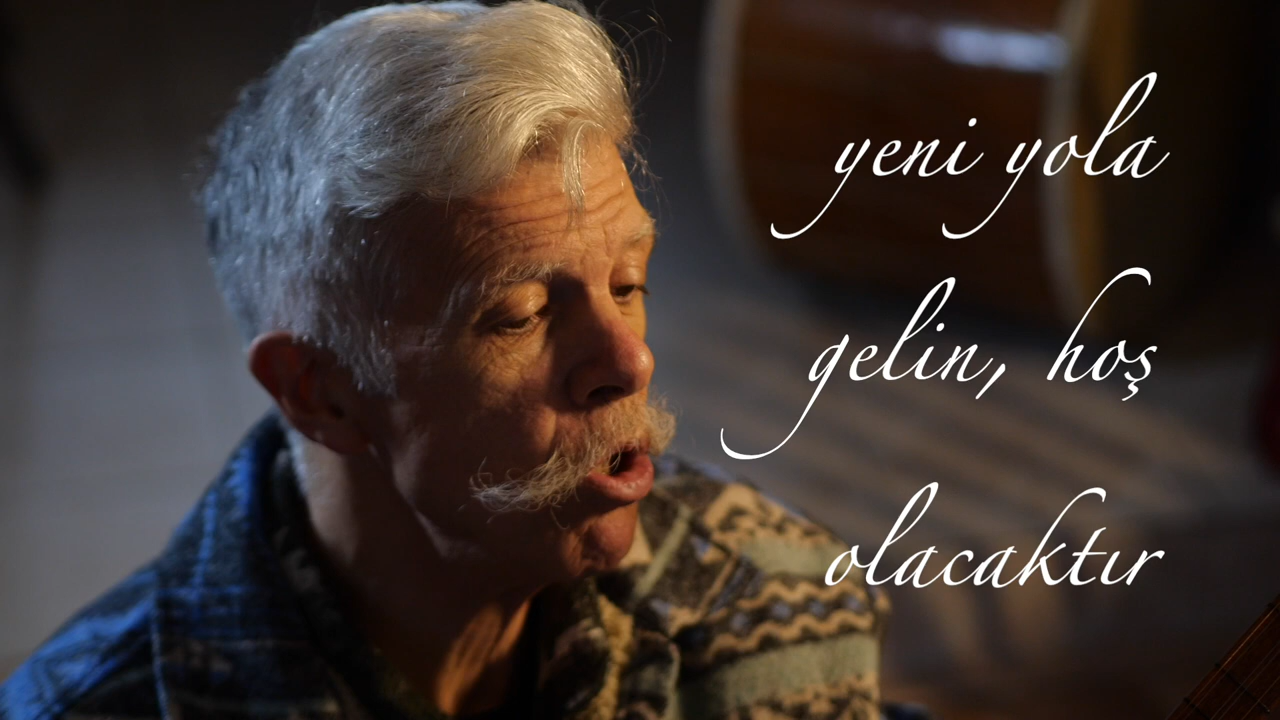 yeni yola
gelin, hoş
olacaktır